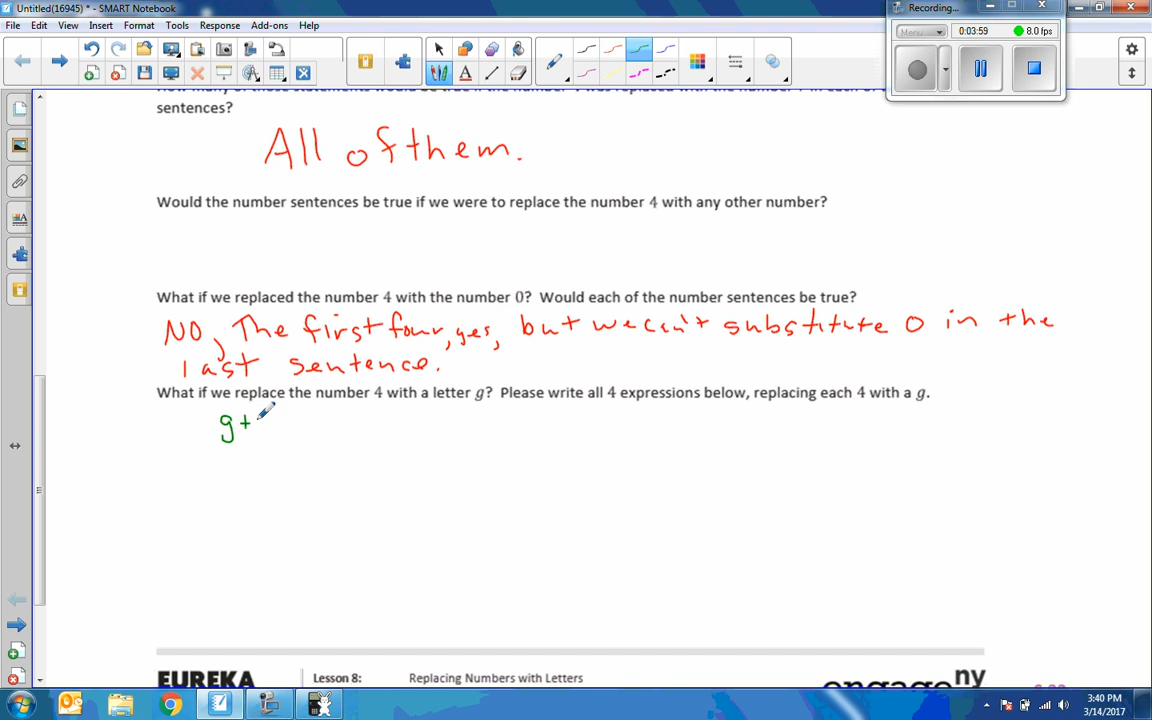 Untitled(16945) * - SMART Notebook
Recording...
File Edit View Insert Format Tools Response Add-ons Help
Menu 0:03:59 8.0 fps
sentences?
All of them.
Would the number sentences be true if we were to replace the number 4 with any other number?
What if we replaced the number 4 with the number 0? Would each of the number sentences be true?
NO, The first four, yes, but we can't substitute 0 in the
last sentence.
What if we replace the number 4 with a letter g? Please write all 4 expressions below, replacing each 4 with a g.
g+
EUREKA Lesson 8: Replacing Numbers with Letters engage ny
3:40 PM
3/14/2017